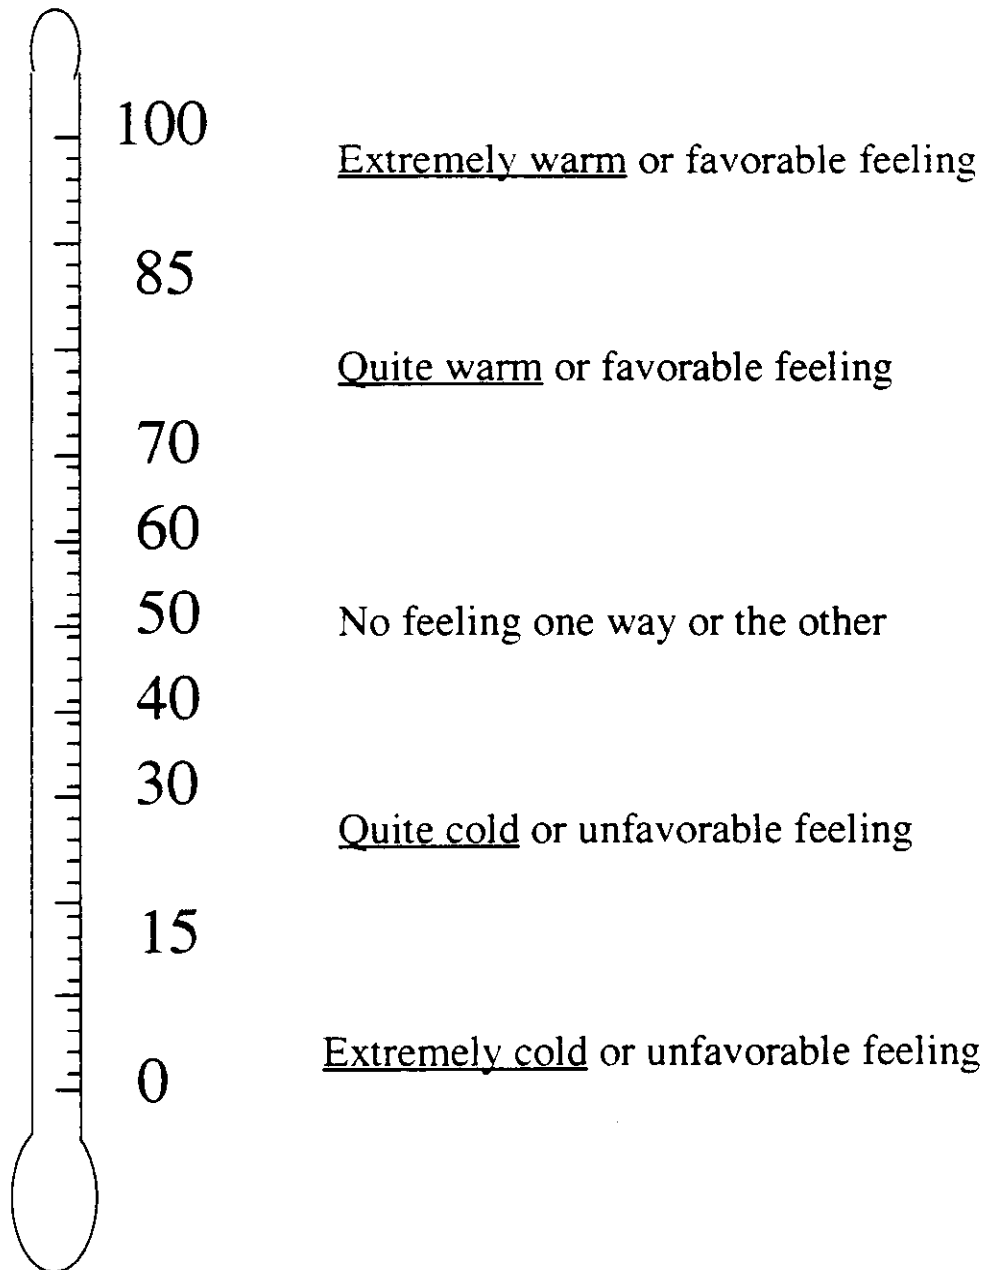 100
Extremely warm or favorable feeling
85
Quite warm or favorable feeling
70
60
50
No feeling one way or the other
40
30
Quite cold or unfavorable feeling
15
Extremely cold or unfavorable feeling
0